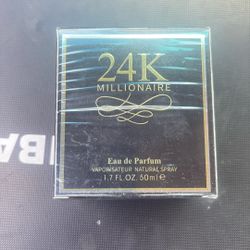 24K
MILLIONAIRE
Eau de Parfum
VAPORISATEUR NATURAL SPRAY
1.7 FL.OZ. 50ml℮